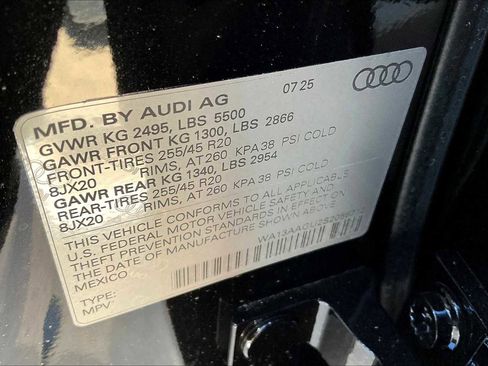 MFD. BY AUDI AG 07 25
GVWR KG 2495, LBS 5500
GAWR FRONT KG 1300, LBS 2866
FRONT-TIRES 255/45 R20
8JX20 RIMS, AT 260 KPA 38 PSI COLD
GAWR REAR KG 1340, LBS 2954
REAR-TIRES 255/45 R20
8JX20 RIMS, AT 260 KPA 38 PSI COLD
THIS VEHICLE CONFORMS TO ALL APPLICABLE
U.S. FEDERAL MOTOR VEHICLE SAFETY AND
THEFT PREVENTION STANDARDS IN EFFECT ON
THE DATE OF MANUFACTURE SHOWN ABOVE.
MEXICO
TYPE:
MPV